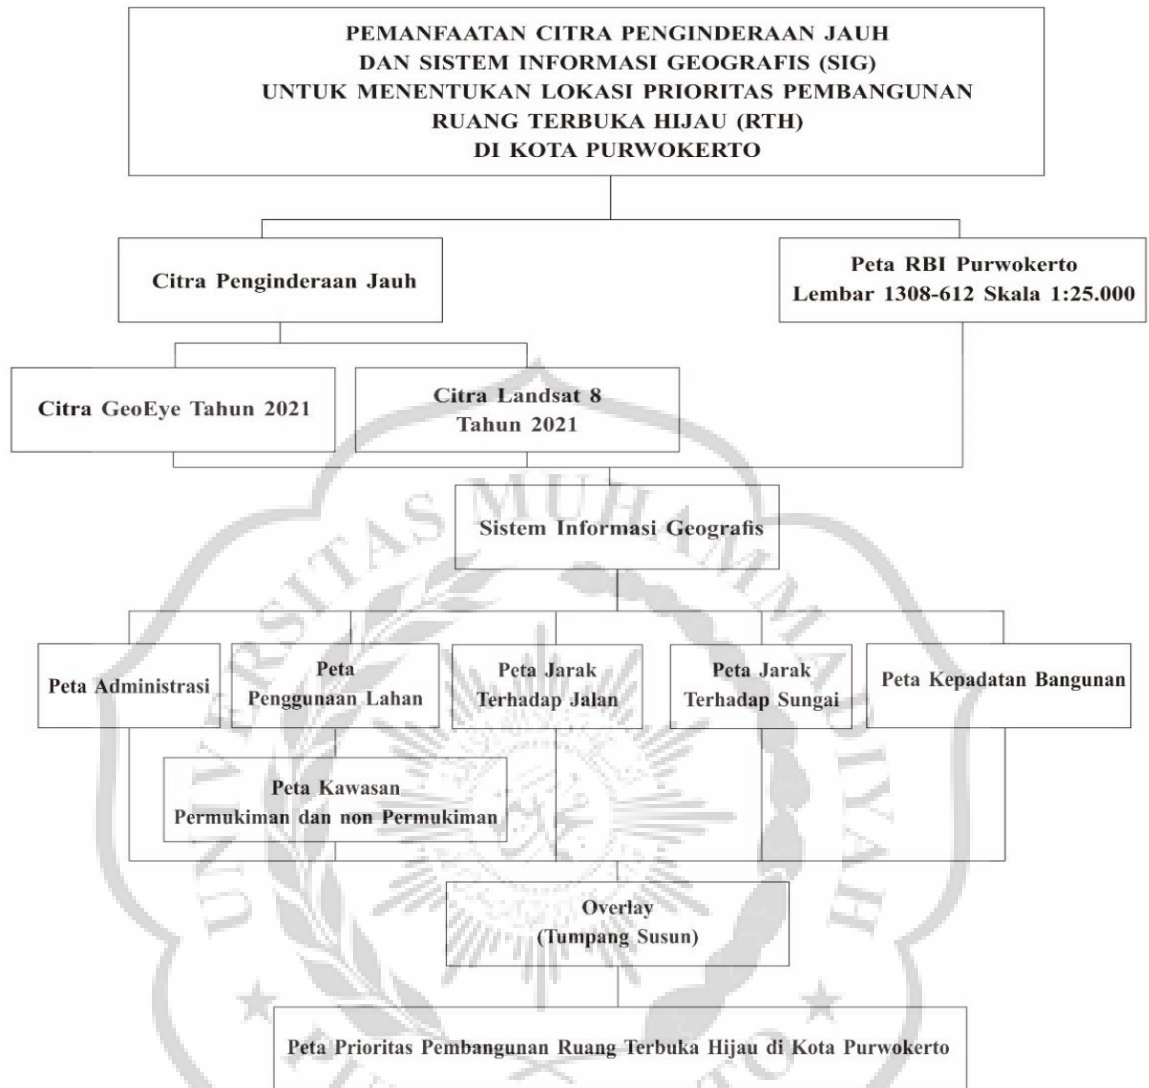 PEMANFAATAN CITRA PENGINDERAAN JAUH
DAN SISTEM INFORMASI GEOGRAFIS (SIG)
UNTUK MENENTUKAN LOKASI PRIORITAS PEMBANGUNAN
RUANG TERBUKA HIJAU (RTH)
DI KOTA PURWOKERTO
Citra Penginderaan Jauh
Peta RBI Purwokerto
Lembar 1308-612 Skala 1:25.000
Citra GeoEye Tahun 2021
Citra Landsat 8
Tahun 2021
Sistem Informasi Geografis
Peta Administrasi
Peta
Penggunaan Lahan
Peta Jarak
Terhadap Jalan
Peta Jarak
Terhadap Sungai
Peta Kepadatan Bangunan
Peta Kawasan
Permukiman dan non Permukiman
Overlay
(Tumpang Susun)
Peta Prioritas Pembangunan Ruang Terbuka Hijau di Kota Purwokerto
UNIVERSITAS MUHAMMADIYAH